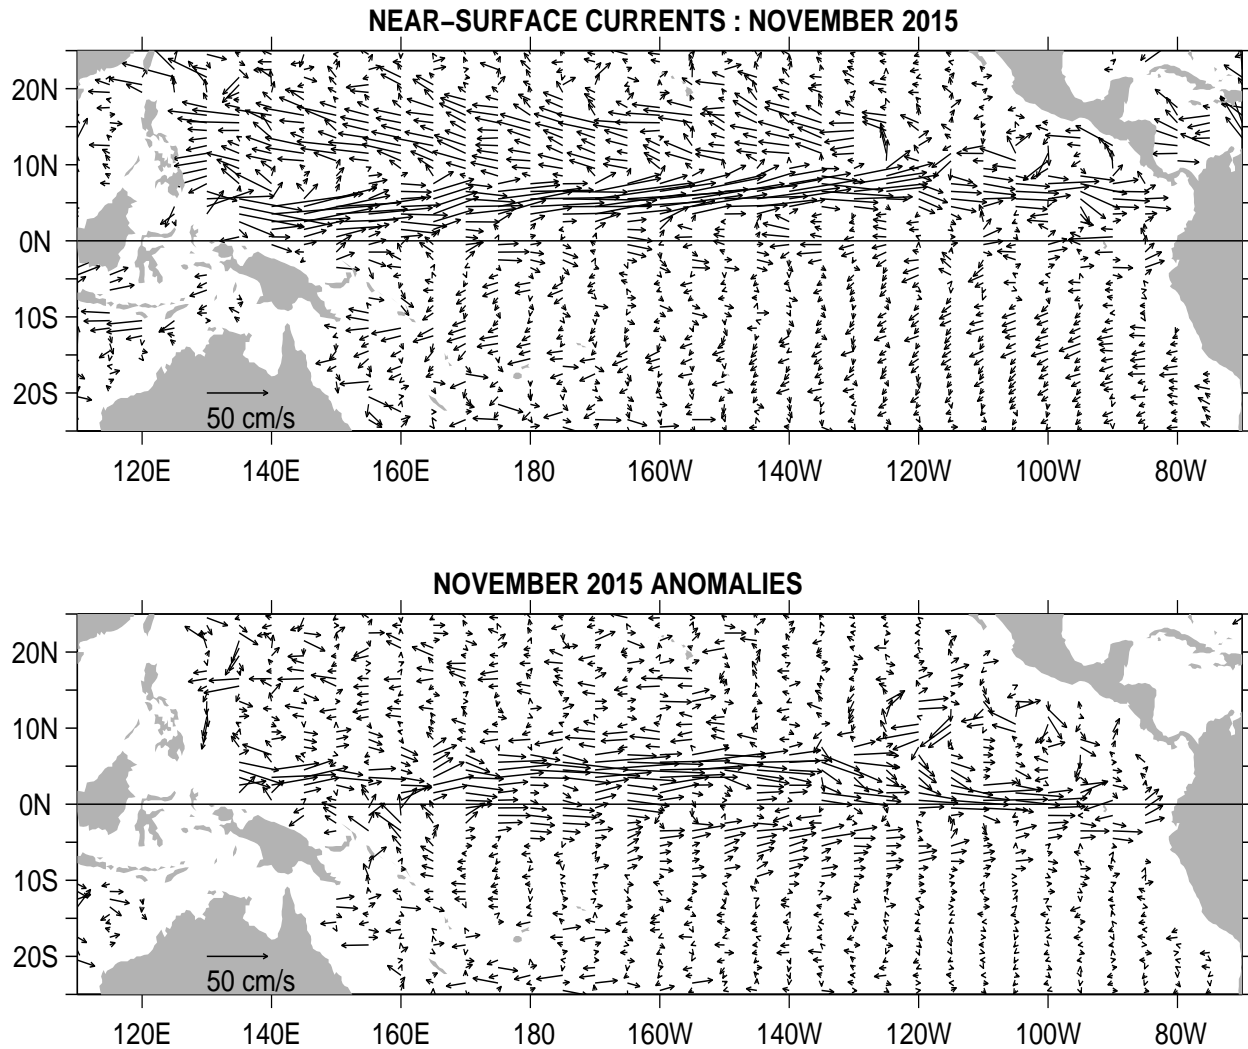 NEAR−SURFACE CURRENTS : NOVEMBER 2015
20N
10N
0N
10S
20S
50 cm/s
120E 140E 160E 180 160W 140W 120W 100W 80W
NOVEMBER 2015 ANOMALIES
20N
10N
0N
10S
20S
50 cm/s
120E 140E 160E 180 160W 140W 120W 100W 80W